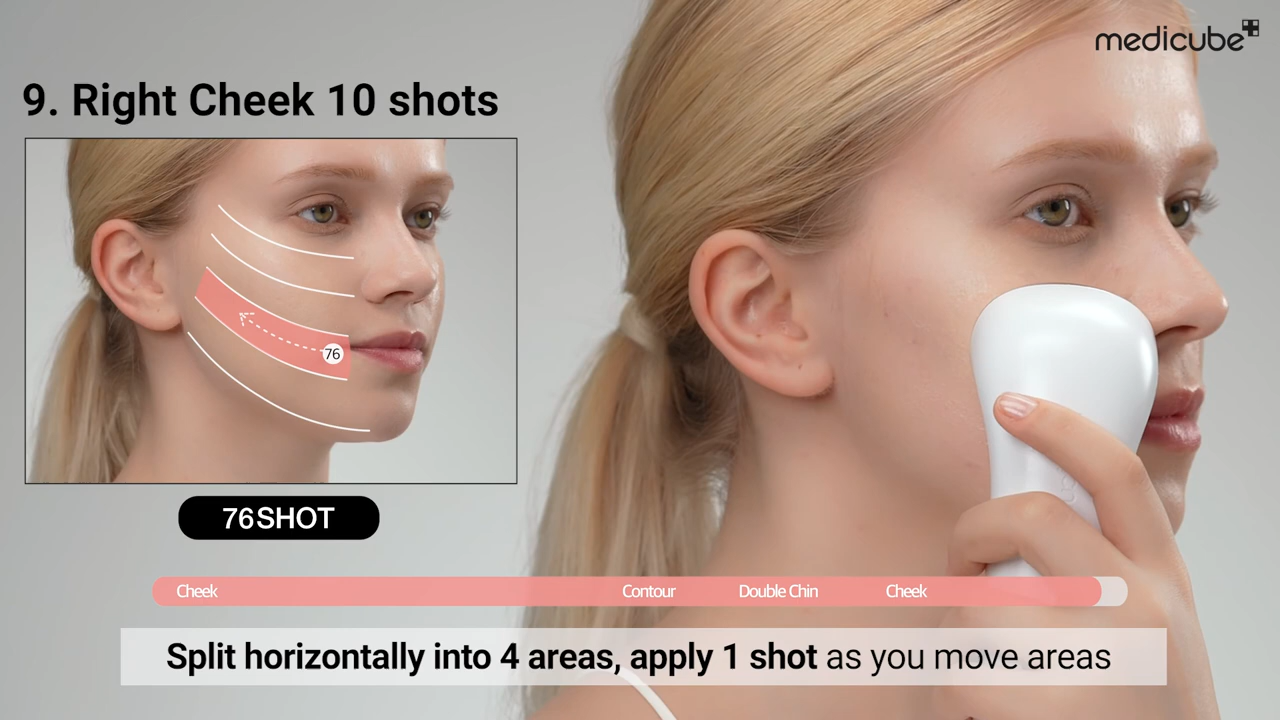 medicube
9. Right Cheek 10 shots
76
76SHOT
Cheek Contour Double Chin Cheek
Split horizontally into 4 areas, apply 1 shot as you move areas